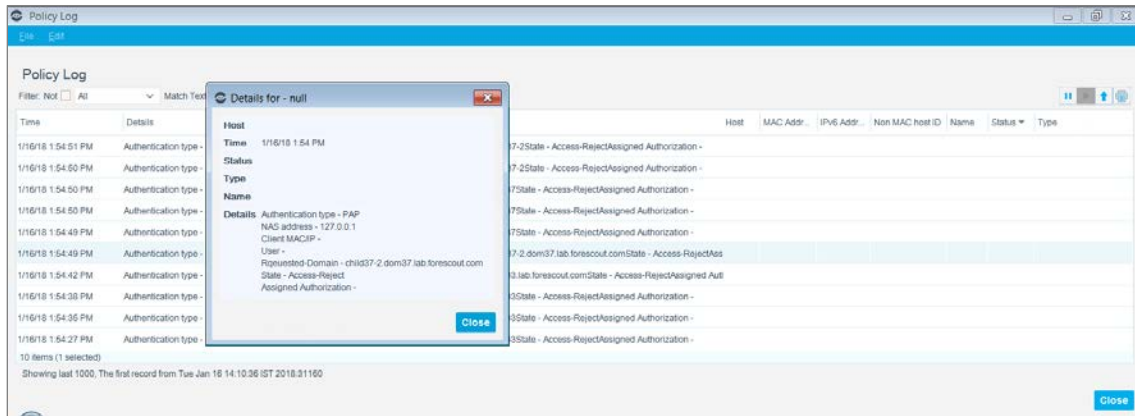 Policy Log
File Edit
Policy Log
Filter: Not All Match Text
Time Details Host MAC Addr... IPv6 Addr... Non MAC host ID Name Status Type
1/16/18 1:54:51 PM Authentication type - 37-2State - Access-RejectAssigned Authorization -
1/16/18 1:54:50 PM Authentication type - 37-2State - Access-RejectAssigned Authorization -
1/16/18 1:54:50 PM Authentication type - 37State - Access-RejectAssigned Authorization -
1/16/18 1:54:50 PM Authentication type - 37State - Access-RejectAssigned Authorization -
1/16/18 1:54:49 PM Authentication type - 37State - Access-RejectAssigned Authorization -
1/16/18 1:54:49 PM Authentication type - 37-2.dom37.lab.forescout.comState - Access-RejectAss
1/16/18 1:54:42 PM Authentication type - 3.lab.forescout.comState - Access-RejectAssigned Auth
1/16/18 1:54:38 PM Authentication type - 33State - Access-RejectAssigned Authorization -
1/16/18 1:54:35 PM Authentication type - 33State - Access-RejectAssigned Authorization -
1/16/18 1:54:27 PM Authentication type - 33State - Access-RejectAssigned Authorization -
10 items (1 selected)
Showing last 1000, The first record from Tue Jan 16 14:10:36 IST 2018:31160
Close
Details for - null
Host
Time 1/16/18 1:54 PM
Status
Type
Name
Details Authentication type - PAP
NAS address - 127.0.0.1
Client MAC/IP -
User -
Rqeuested-Domain - child37-2.dom37.lab.forescout.com
State - Access-Reject
Assigned Authorization -
Close